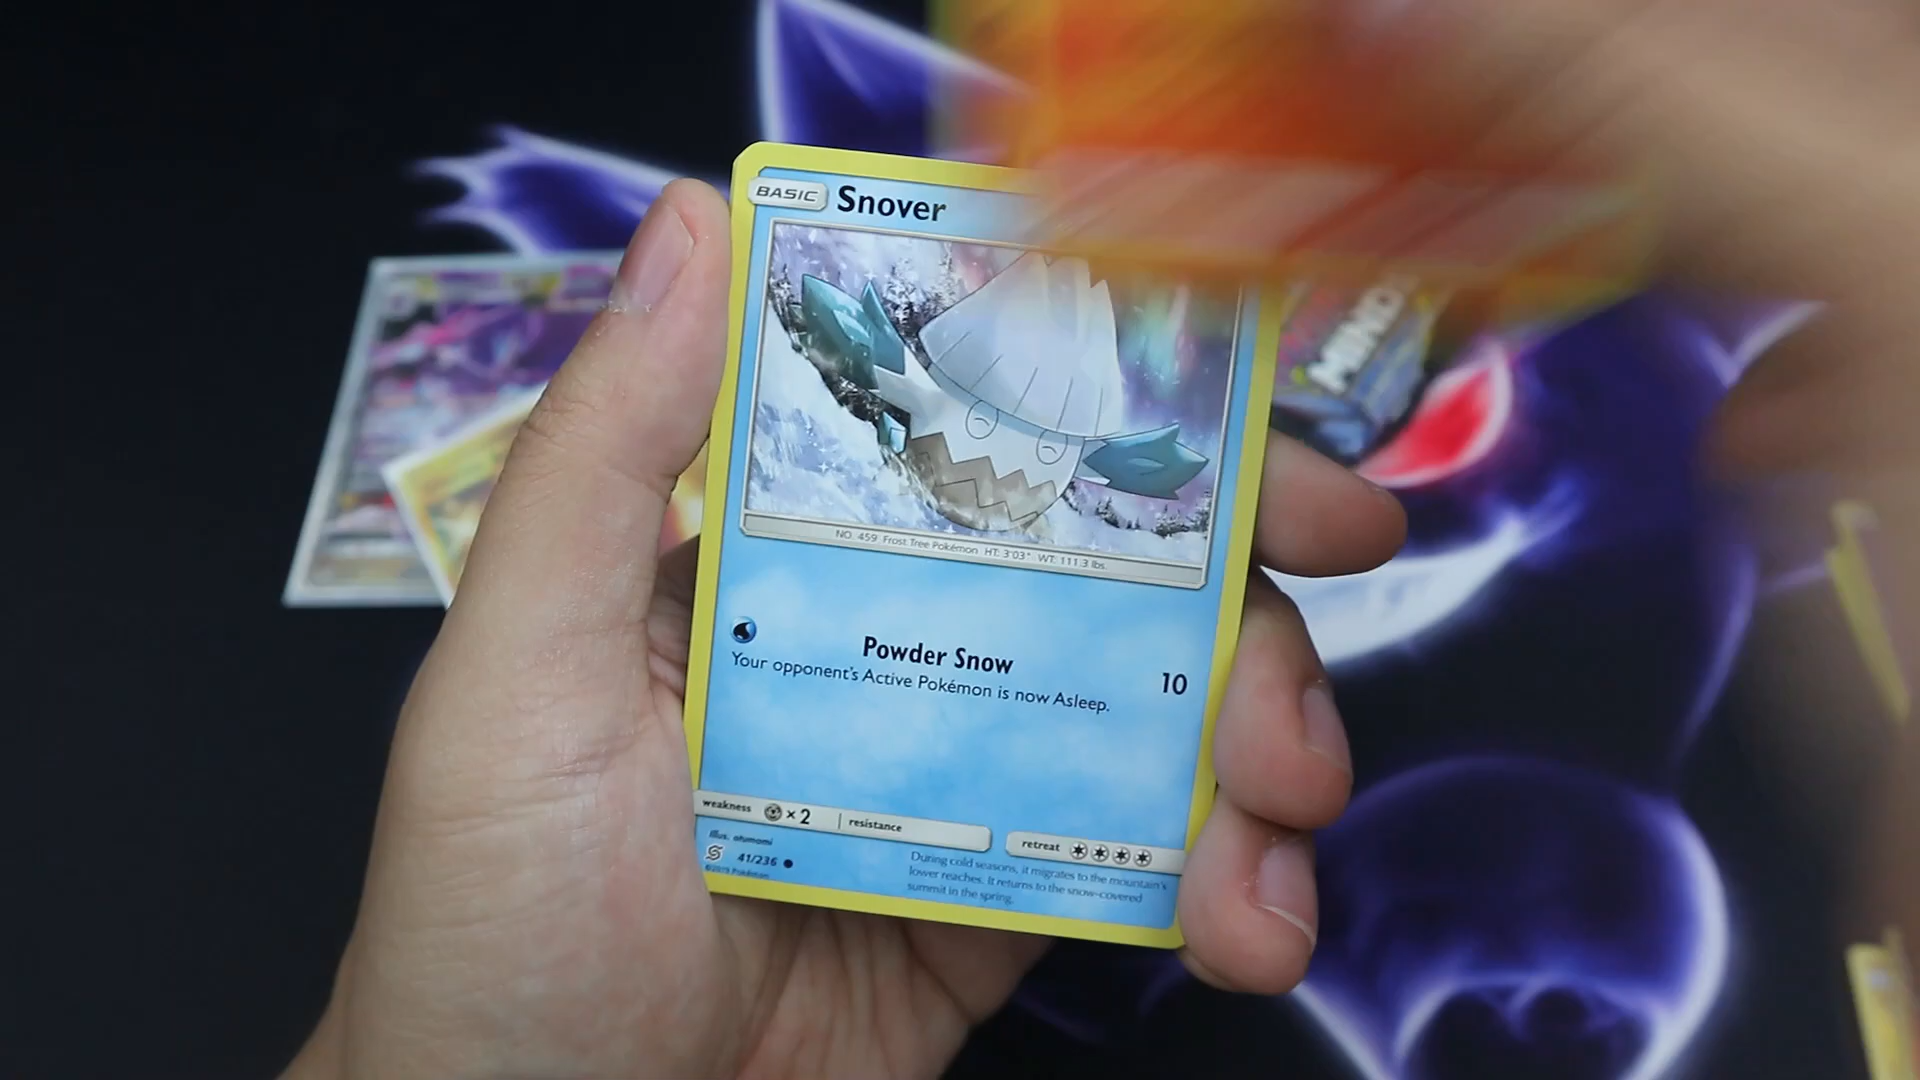 BASIC Snover
NO. 459 Frost Tree Pokémon HT: 3'03" WT: 111.3 lbs.
Powder Snow 10
Your opponent's Active Pokémon is now Asleep.
weakness ×2 resistance
retreat
Illus. otumami
41/236
©2019 Pokémon
During cold seasons, it migrates to the mountain's
lower reaches. It returns to the snow-covered
summit in the spring.
MINDS